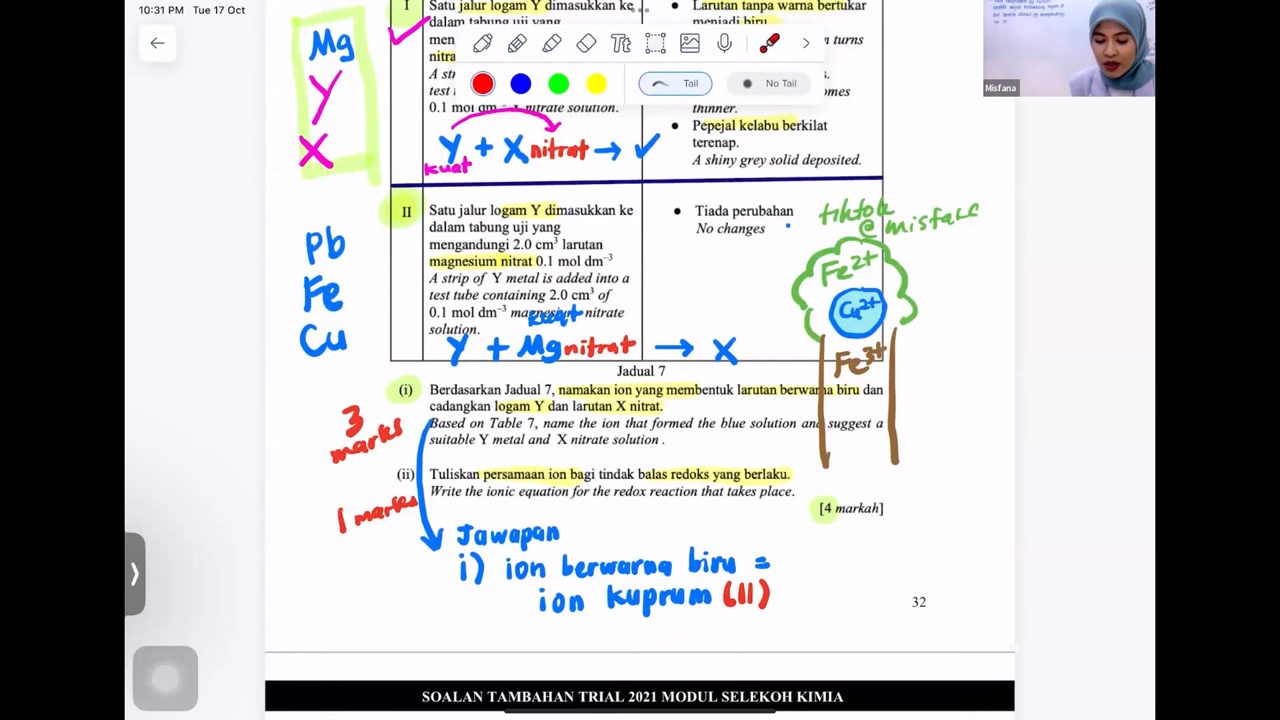 10:31 PM Tue 17 Oct
Misfana
Mg
Y
X
I
Satu jalur logam Y dimasukkan ke
dalam tabung uji yang
0.1 mol dm⁻³ X nitrate solution.
Y + X nitrat → ✓
kuat
Larutan tanpa warna bertukar
menjadi biru
thinner.
• Pepejal kelabu berkilat
terenap.
A shiny grey solid deposited.
Tt
Tail
No Tail
II
Satu jalur logam Y dimasukkan ke
dalam tabung uji yang
mengandungi 2.0 cm³ larutan
magnesium nitrat 0.1 mol dm⁻³
A strip of Y metal is added into a
test tube containing 2.0 cm³ of
0.1 mol dm⁻³ magnesium nitrate
solution.
kuat
Y + Mg nitrat → X
• Tiada perubahan
No changes
Pb
Fe
Cu
tiktok
Fe²⁺
Cu²⁺
Fe³⁺
Jadual 7
(i) Berdasarkan Jadual 7, namakan ion yang membentuk larutan berwarna biru dan
cadangkan logam Y dan larutan X nitrat.
Based on Table 7, name the ion that formed the blue solution and suggest a
suitable Y metal and X nitrate solution .
3
marks
(ii) Tuliskan persamaan ion bagi tindak balas redoks yang berlaku.
Write the ionic equation for the redox reaction that takes place.
1 marks
[4 markah]
Jawapan
i) ion berwarna biru =
ion kuprum (II)
32
SOALAN TAMBAHAN TRIAL 2021 MODUL SELEKOH KIMIA